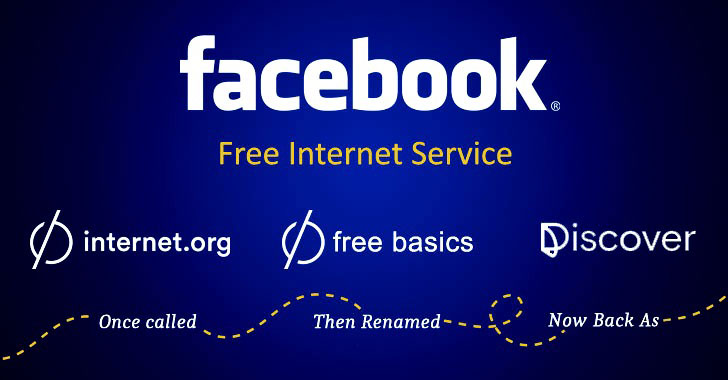 facebook®
Free Internet Service
internet.org free basics Discover
Once called Then Renamed Now Back As